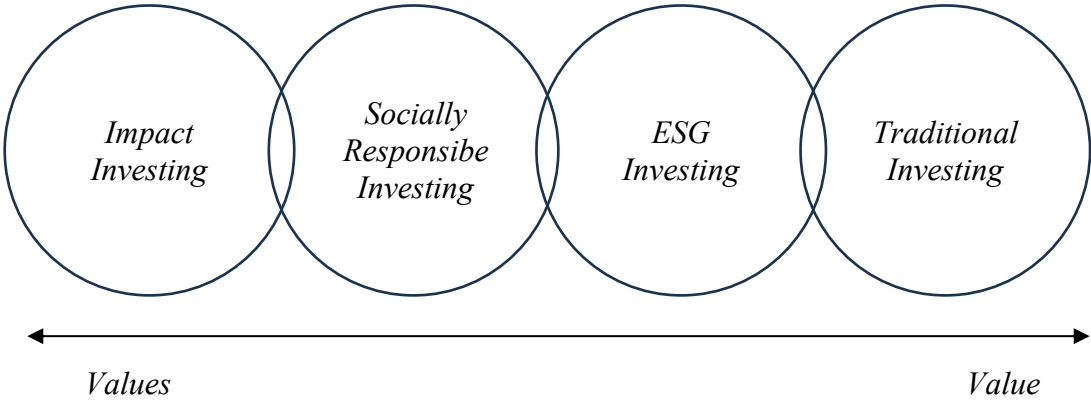 Impact
Investing
Socially
Responsibe
Investing
ESG
Investing
Traditional
Investing
Values
Value